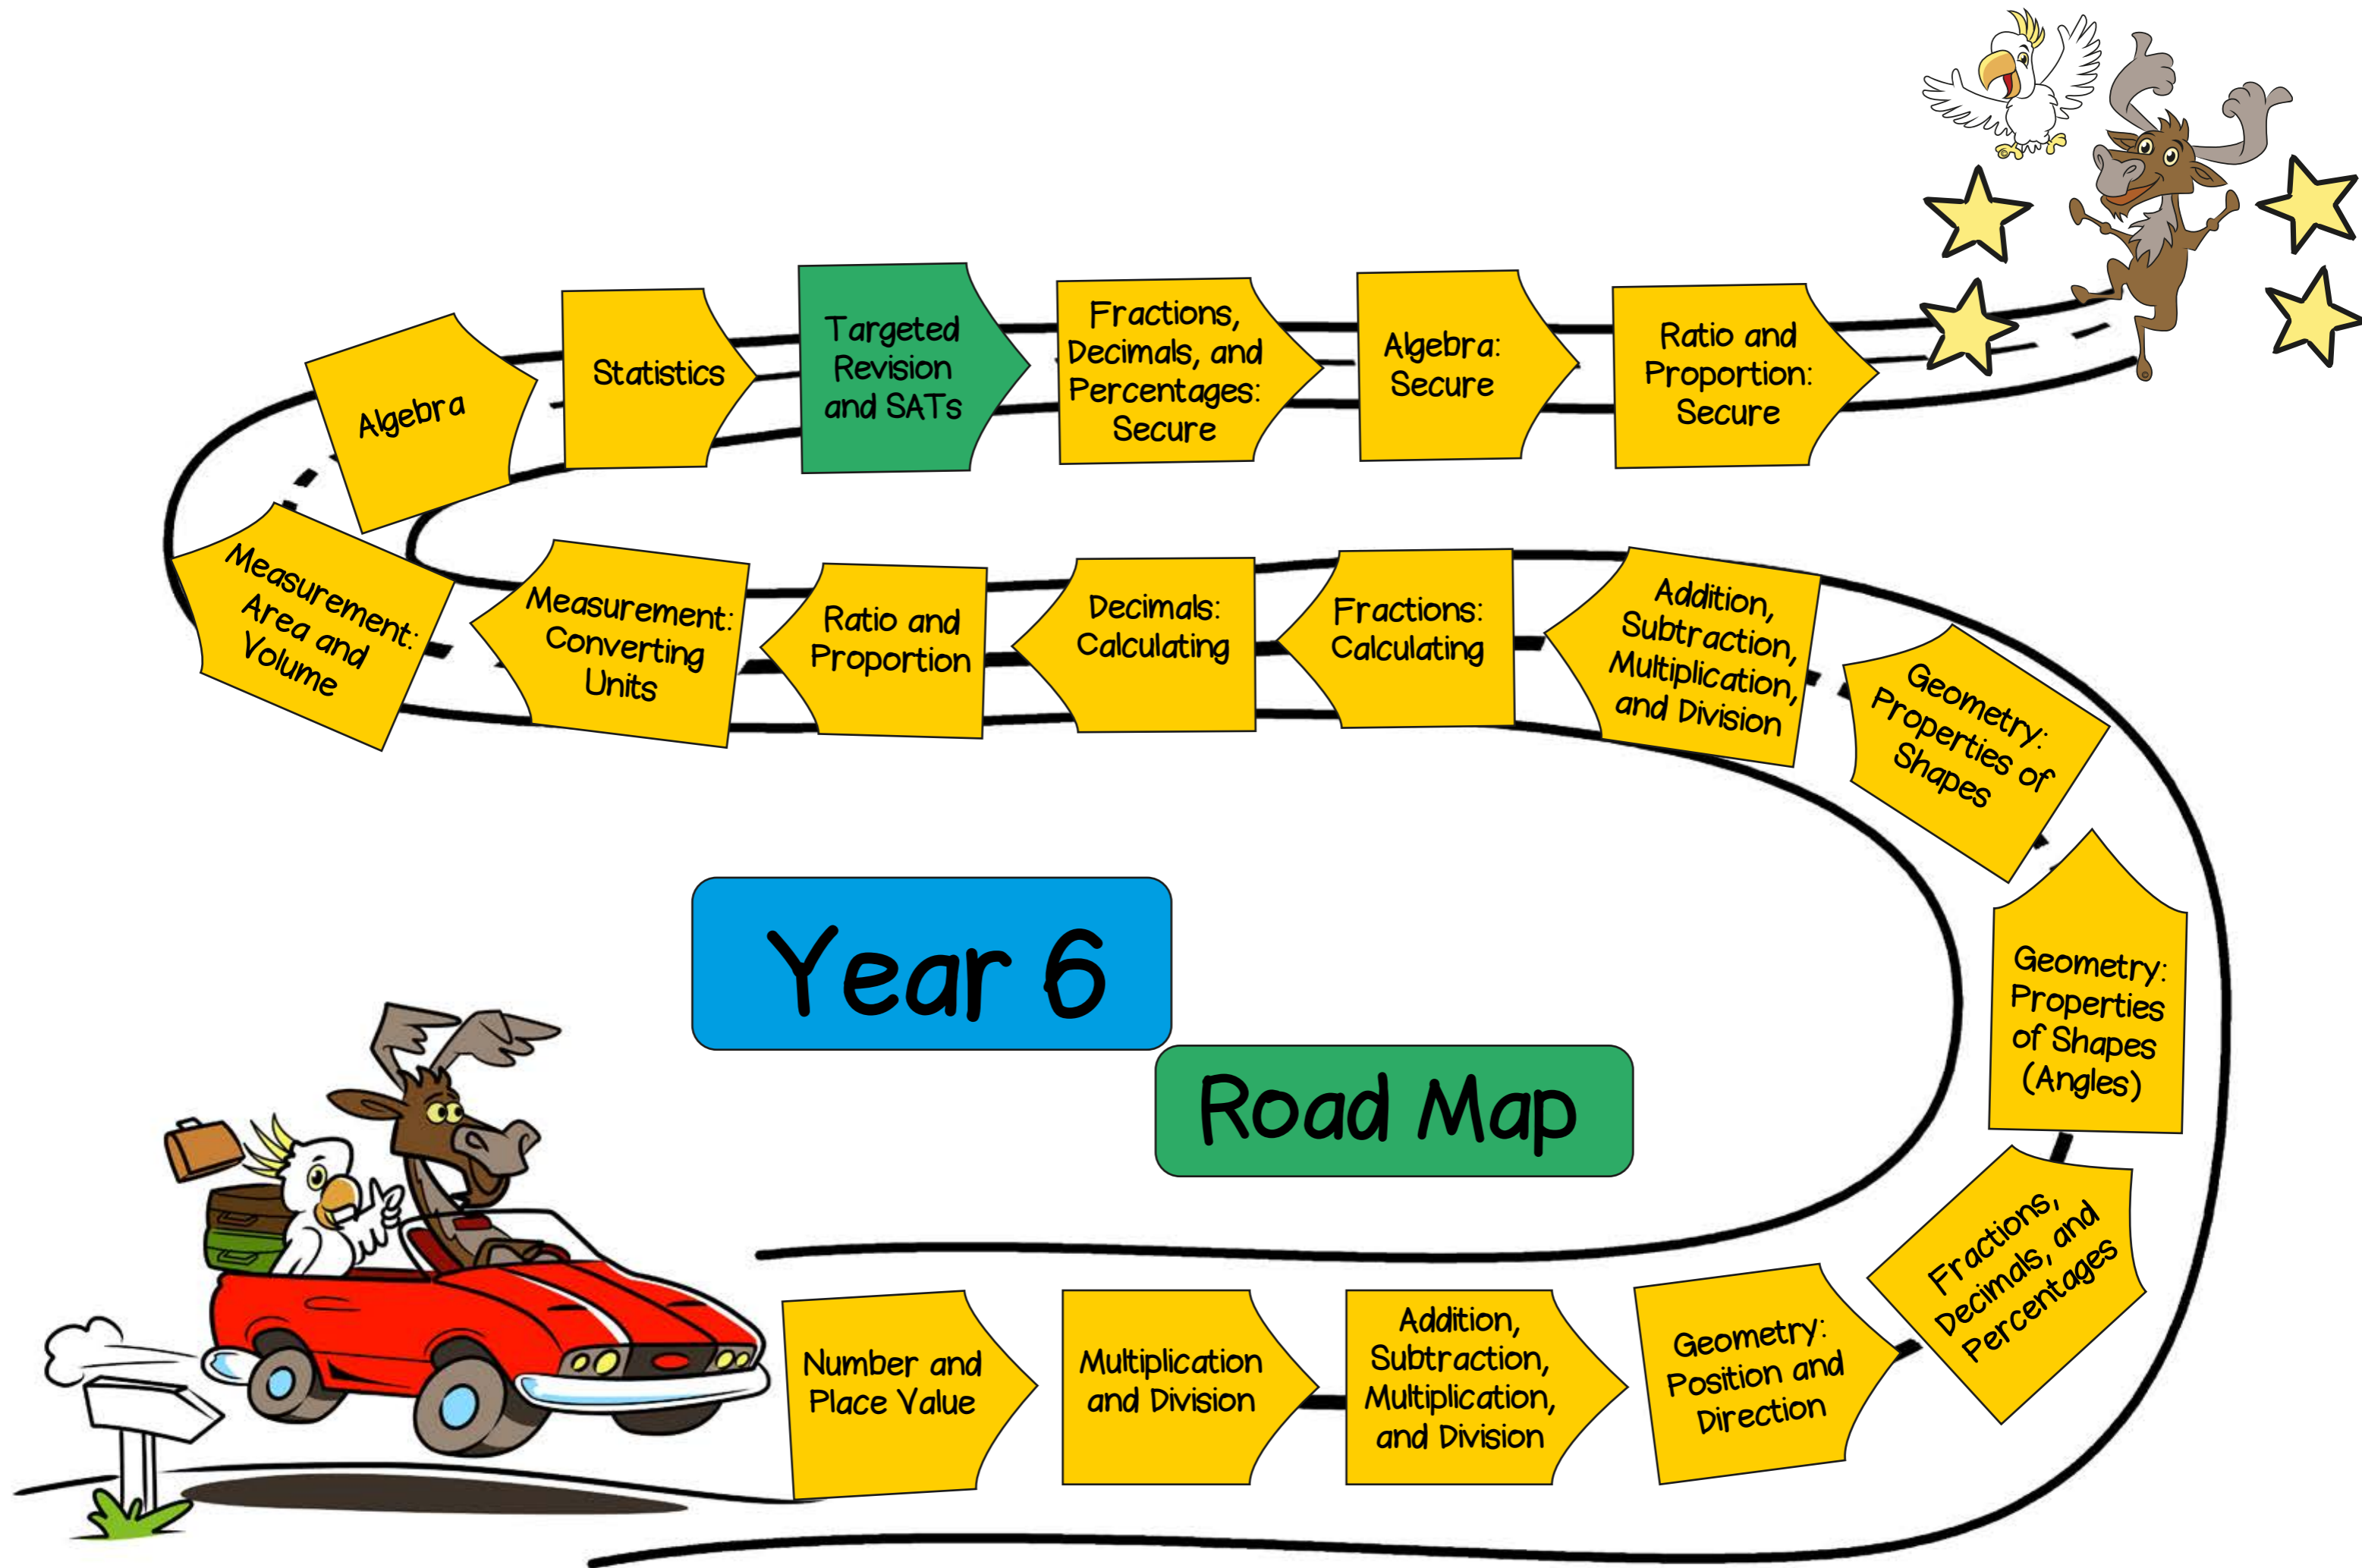 Targeted
Revision
and SATs
Fractions,
Decimals, and
Percentages:
Secure
Algebra:
Secure
Ratio and
Proportion:
Secure
Statistics
Algebra
Measurement:
Area and
Volume
Measurement:
Converting
Units
Ratio and
Proportion
Decimals:
Calculating
Fractions:
Calculating
Addition,
Subtraction,
Multiplication,
and Division
Geometry:
Properties of
Shapes
Geometry:
Properties
of Shapes
(Angles)
Year 6
Road Map
Fractions,
Decimals, and
Percentages
Number and
Place Value
Multiplication
and Division
Addition,
Subtraction,
Multiplication,
and Division
Geometry:
Position and
Direction